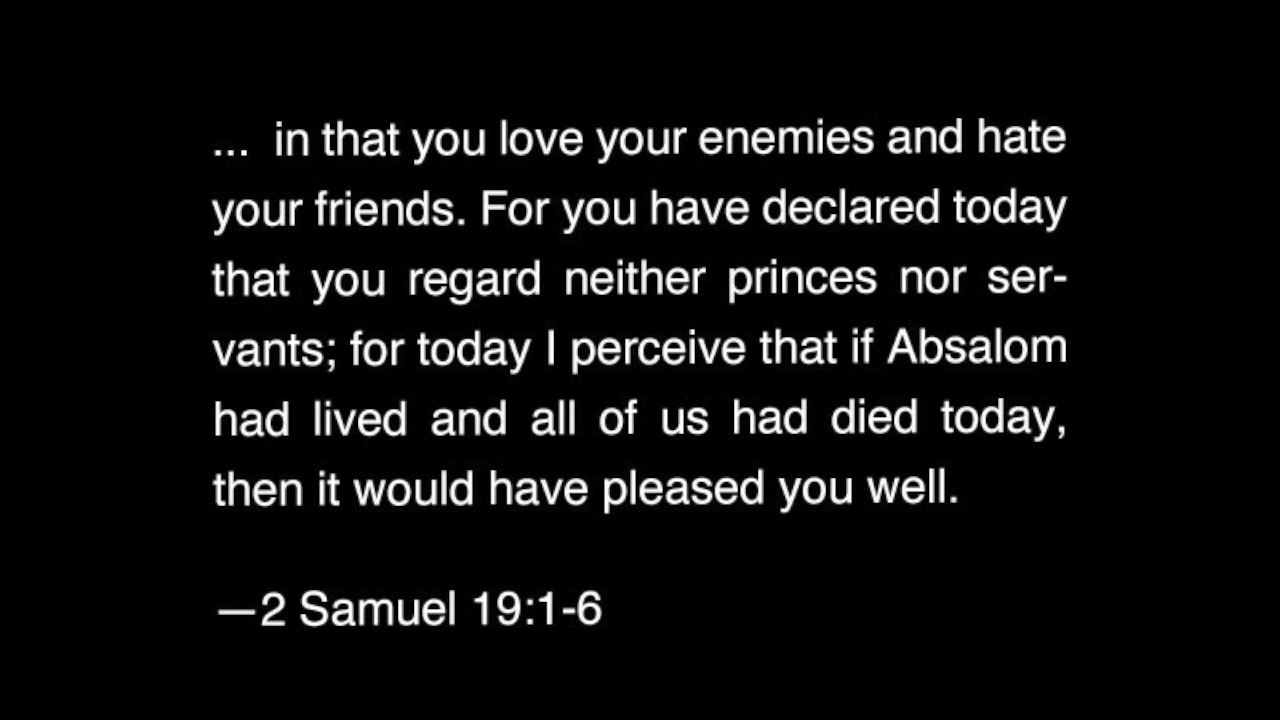 ... in that you love your enemies and hate
your friends. For you have declared today
that you regard neither princes nor ser-
vants; for today I perceive that if Absalom
had lived and all of us had died today,
then it would have pleased you well.
—2 Samuel 19:1-6